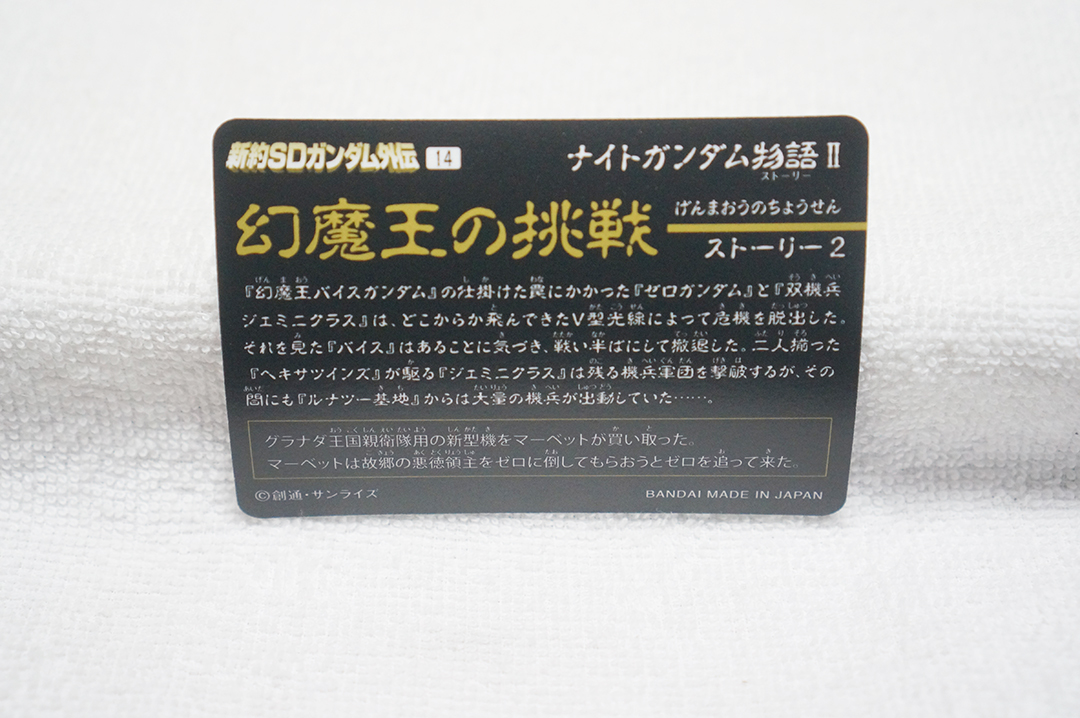 新約SDガンダム外伝 14 ナイトガンダム物語Ⅱ
ストーリー
幻魔王の挑戦 げんまおうのちょうせん
ストーリー2
『幻魔王バイスガンダム』の仕掛けた罠にかかった『ゼロガンダム』と『双機兵
ジェミニクラス』は、どこからか飛んできたV型光線によって危機を脱出した。
それを見た『バイス』はあることに気づき、戦い半ばにして撤退した。二人揃った
『ヘキサツインズ』が駆る『ジェミニクラス』は残る機兵軍団を撃破するが、その
間にも『ルナツー基地』からは大量の機兵が出動していた……。
グラナダ王国親衛隊用の新型機をマーベットが買い取った。
マーベットは故郷の悪徳領主をゼロに倒してもらおうとゼロを追って来た。
©創通・サンライズ BANDAI MADE IN JAPAN